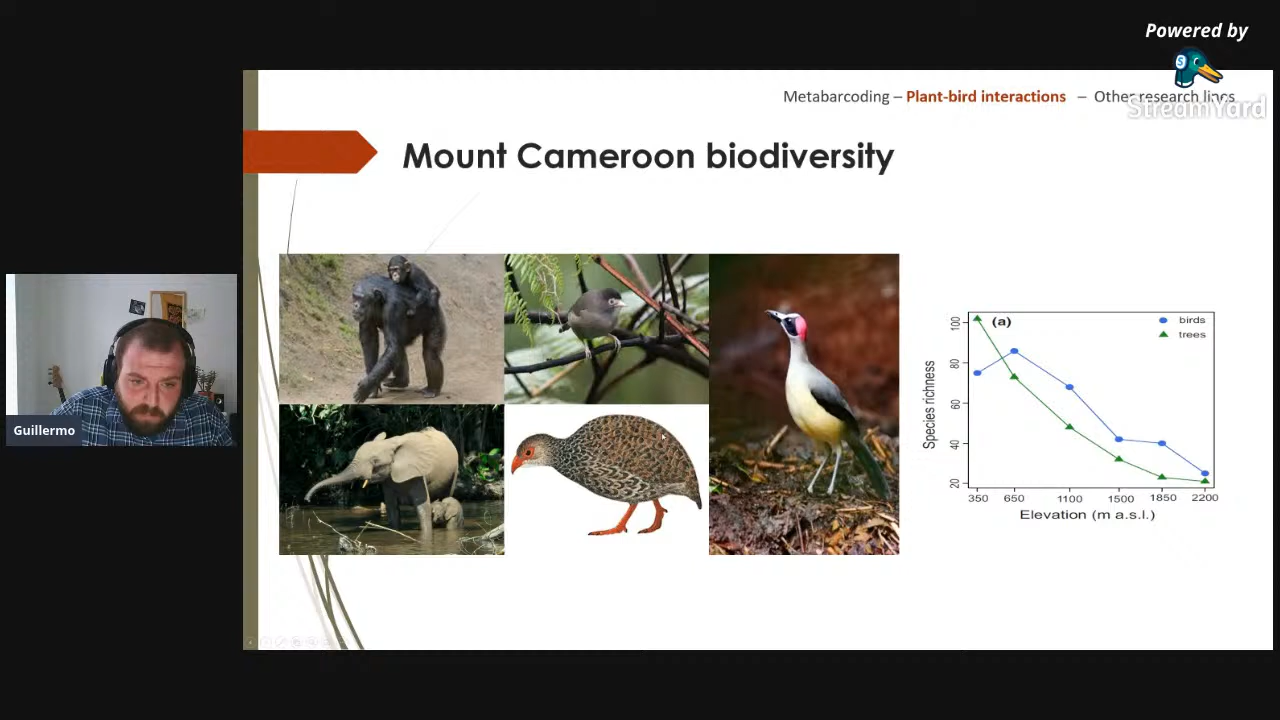 Powered by
StreamYard
Metabarcoding – Plant-bird interactions – Other research lines
Mount Cameroon biodiversity
Guillermo
(a)
birds
trees
Species richness
100
80
60
40
20
350 650 1100 1500 1850 2200
Elevation (m a.s.l.)